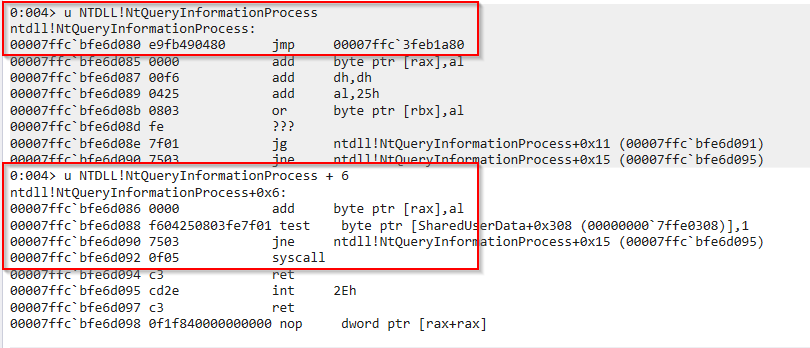 0:004> u NTDLL!NtQueryInformationProcess
ntdll!NtQueryInformationProcess:
00007ffc`bfe6d080 e9fb490480      jmp     00007ffc`3feb1a80
00007ffc`bfe6d085 0000            add     byte ptr [rax],al
00007ffc`bfe6d087 00f6            add     dh,dh
00007ffc`bfe6d089 0425            add     al,25h
00007ffc`bfe6d08b 0803            or      byte ptr [rbx],al
00007ffc`bfe6d08d fe              ???
00007ffc`bfe6d08e 7f01            jg      ntdll!NtQueryInformationProcess+0x11 (00007ffc`bfe6d091)
00007ffc`bfe6d090 7503            jne     ntdll!NtQueryInformationProcess+0x15 (00007ffc`bfe6d095)
0:004> u NTDLL!NtQueryInformationProcess + 6
ntdll!NtQueryInformationProcess+0x6:
00007ffc`bfe6d086 0000            add     byte ptr [rax],al
00007ffc`bfe6d088 f604250803fe7f01 test    byte ptr [SharedUserData+0x308 (00000000`7ffe0308)],1
00007ffc`bfe6d090 7503            jne     ntdll!NtQueryInformationProcess+0x15 (00007ffc`bfe6d095)
00007ffc`bfe6d092 0f05            syscall
00007ffc`bfe6d094 c3              ret
00007ffc`bfe6d095 cd2e            int     2Eh
00007ffc`bfe6d097 c3              ret
00007ffc`bfe6d098 0f1f840000000000 nop     dword ptr [rax+rax]